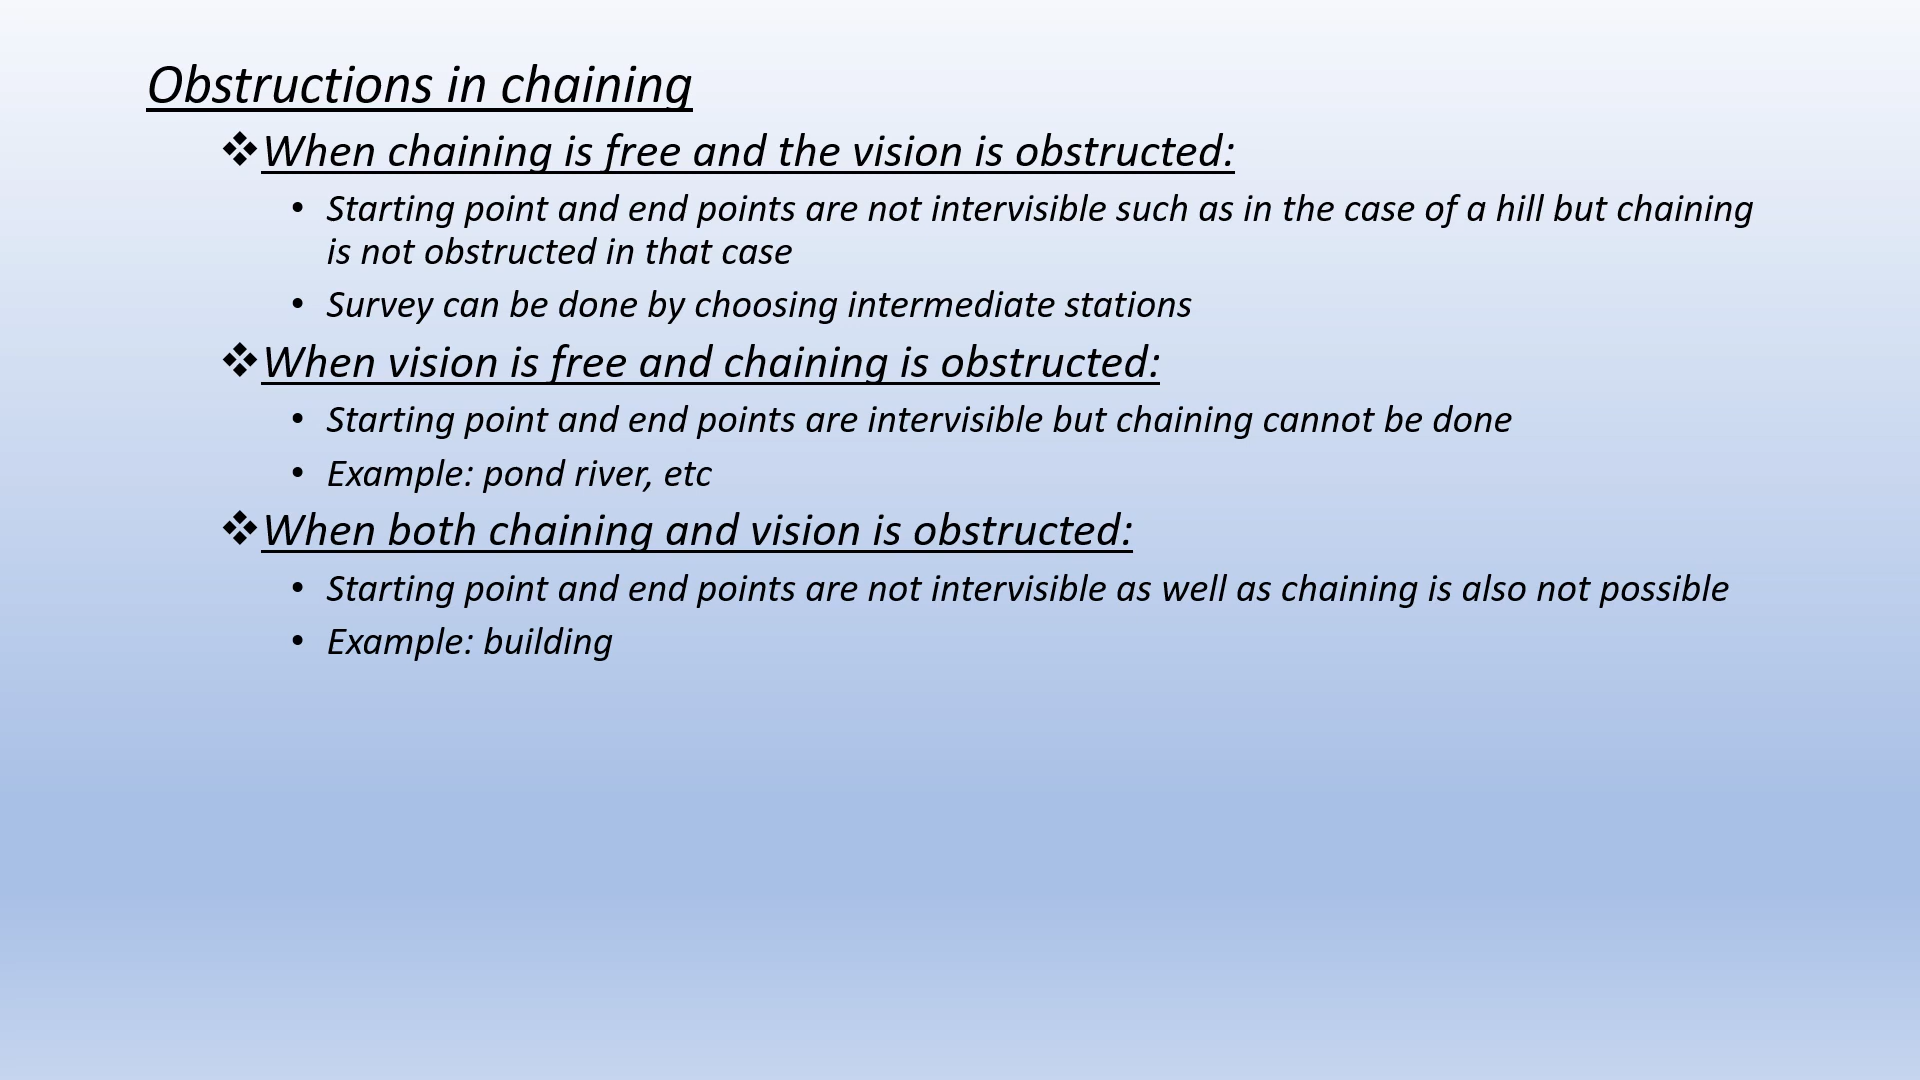 Obstructions in chaining
❖When chaining is free and the vision is obstructed:
• Starting point and end points are not intervisible such as in the case of a hill but chaining
is not obstructed in that case
• Survey can be done by choosing intermediate stations
❖When vision is free and chaining is obstructed:
• Starting point and end points are intervisible but chaining cannot be done
• Example: pond river, etc
❖When both chaining and vision is obstructed:
• Starting point and end points are not intervisible as well as chaining is also not possible
• Example: building